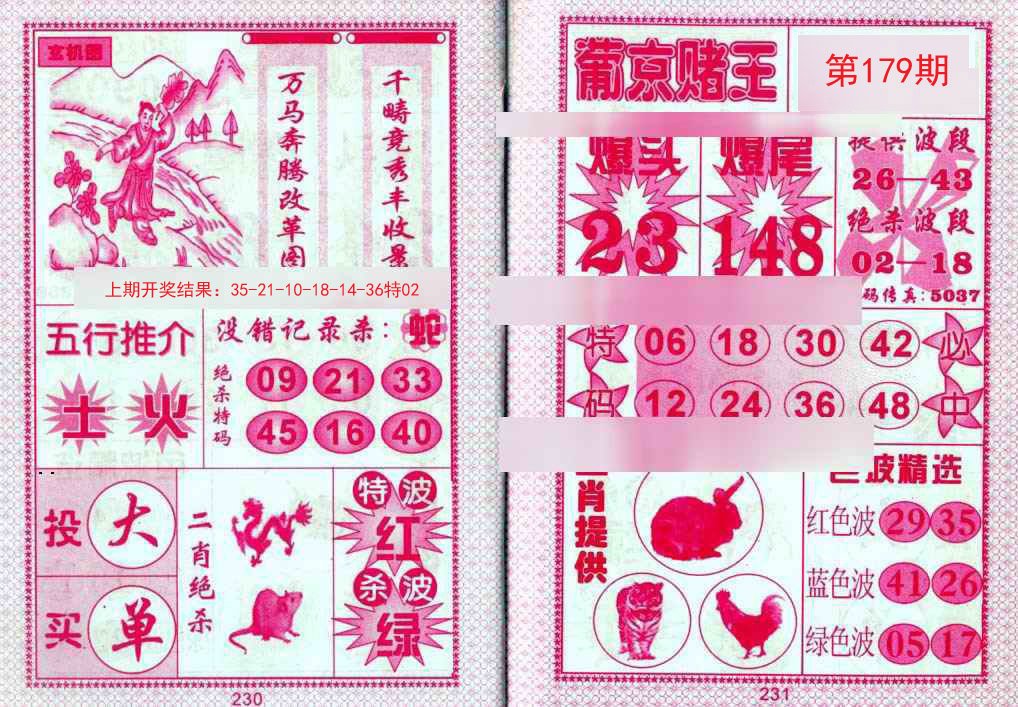 玄机图
万马奔腾改革图
千畴竞秀丰收景
上期开奖结果：35-21-10-18-14-36特02
五行推介
土 火
没错记录杀：蛇
绝杀特码
09 21 33
45 16 40
投 大
买 单
二肖绝杀
特波
红
杀波
绿
230
葡京赌王
第179期
爆头
23
爆尾
148
提供波段
26—43
绝杀波段
02—18
码传真：5037
特码
06 18 30 42
12 24 36 48
必中
肖提供
色波精选
红色波 29 35
蓝色波 41 26
绿色波 05 17
231